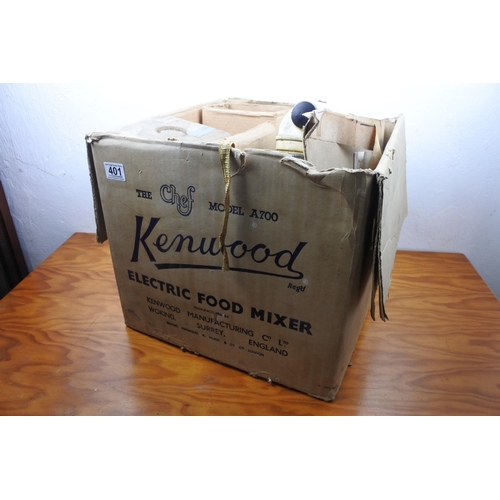 401
THE Chef MODEL A700
Kenwood
Regd
ELECTRIC FOOD MIXER
KENWOOD MANUFACTURING Co LTD
WOKING, SURREY, ENGLAND